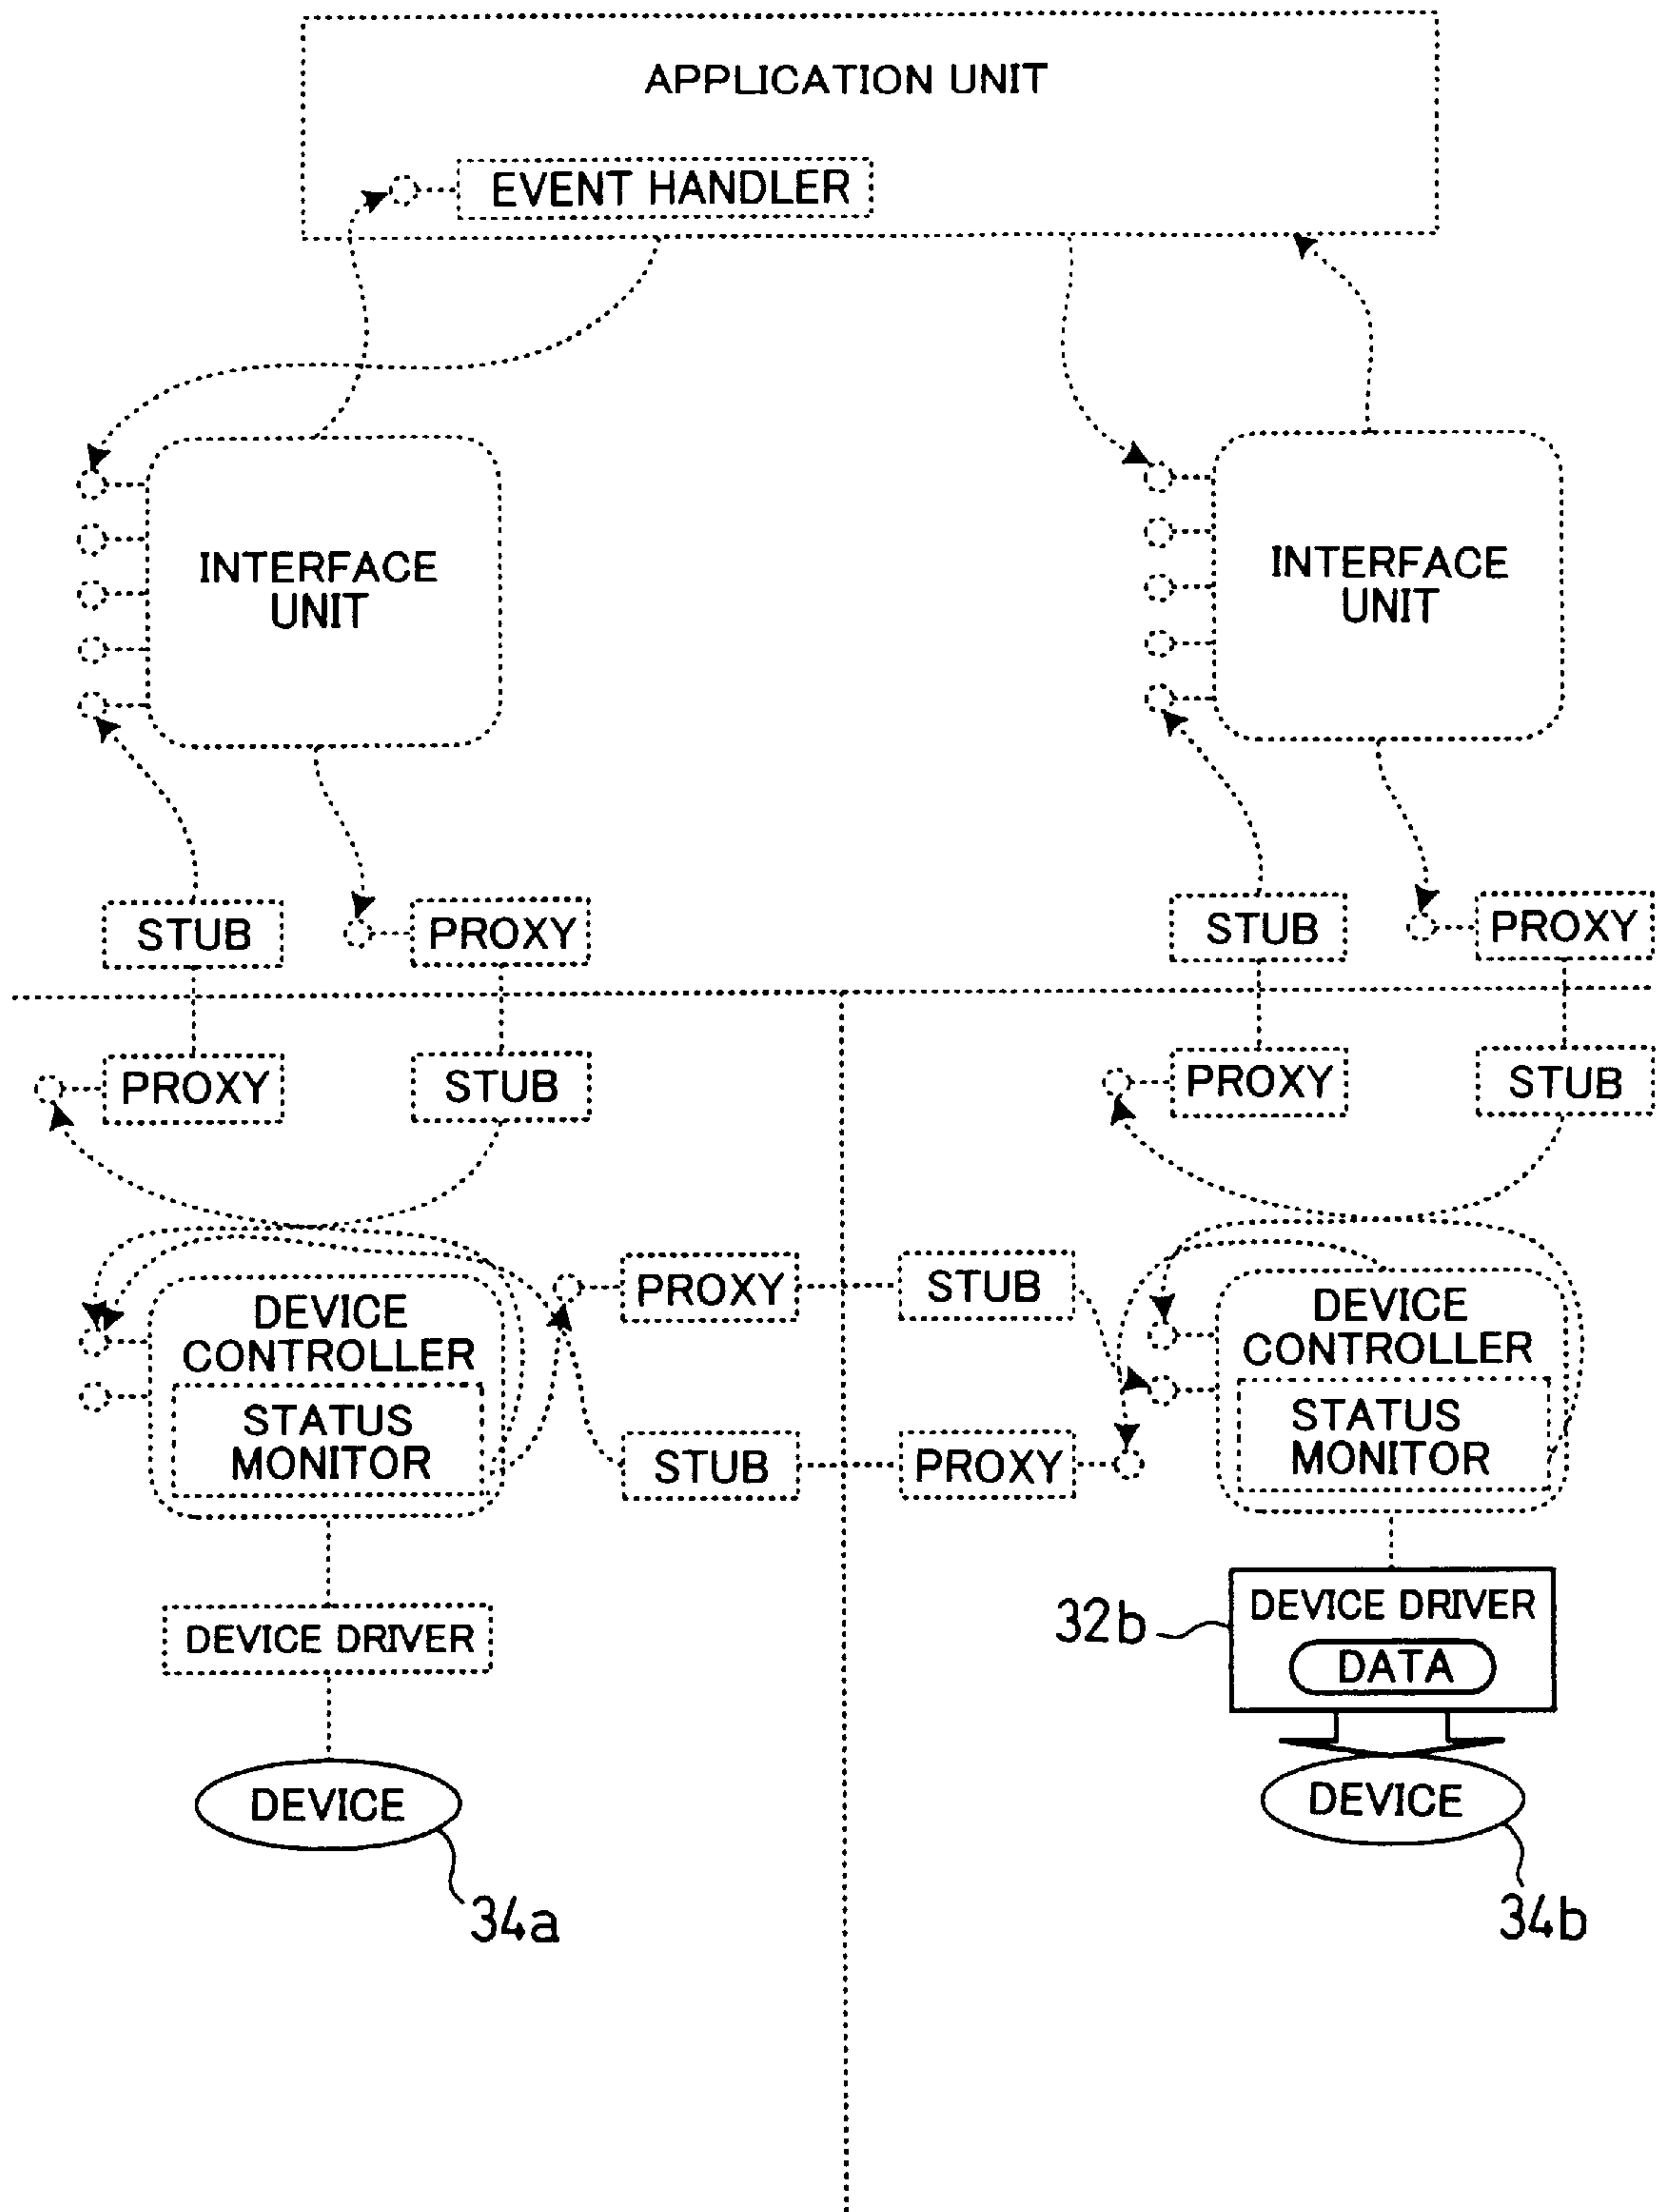 APPLICATION UNIT
EVENT HANDLER
INTERFACE
UNIT
INTERFACE
UNIT
STUB
PROXY
STUB
PROXY
PROXY
STUB
PROXY
STUB
PROXY
STUB
DEVICE
CONTROLLER
STATUS
MONITOR
DEVICE
CONTROLLER
STATUS
MONITOR
STUB
PROXY
DEVICE DRIVER
32b
DEVICE DRIVER
DATA
DEVICE
DEVICE
34a
34b